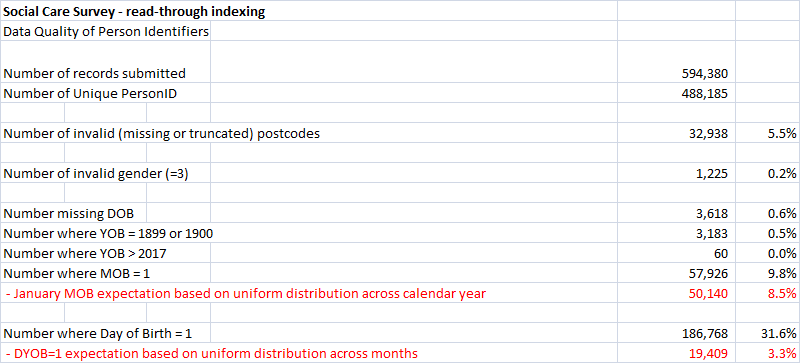 Social Care Survey - read-through indexing
Data Quality of Person Identifiers
Number of records submitted 594,380
Number of Unique PersonID 488,185
Number of invalid (missing or truncated) postcodes 32,938 5.5%
Number of invalid gender (=3) 1,225 0.2%
Number missing DOB 3,618 0.6%
Number where YOB = 1899 or 1900 3,183 0.5%
Number where YOB > 2017 60 0.0%
Number where MOB = 1 57,926 9.8%
- January MOB expectation based on uniform distribution across calendar year 50,140 8.5%
Number where Day of Birth = 1 186,768 31.6%
- DYOB=1 expectation based on uniform distribution across months 19,409 3.3%